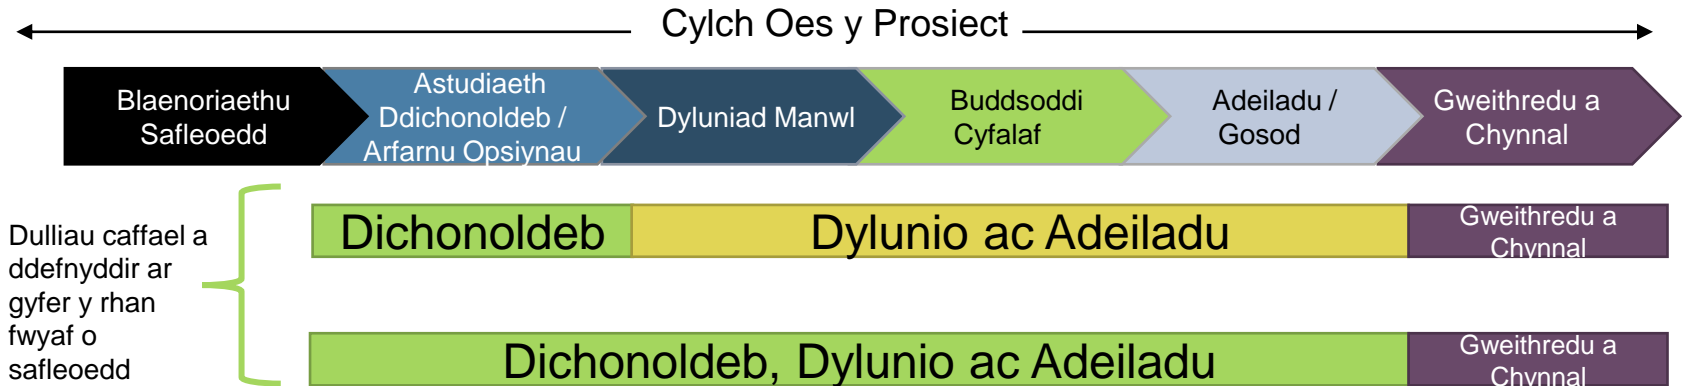 Cylch Oes y Prosiect
Blaenoriaethu
Safleoedd
Astudiaeth
Ddichonoldeb /
Arfarnu Opsiynau
Dyluniad Manwl
Buddsoddi
Cyfalaf
Adeiladu /
Gosod
Gweithredu a
Chynnal
Dulliau caffael a
ddefnyddir ar
gyfer y rhan
fwyaf o
safleoedd
Dichonoldeb
Dylunio ac Adeiladu
Gweithredu a
Chynnal
Dichonoldeb, Dylunio ac Adeiladu
Gweithredu a
Chynnal